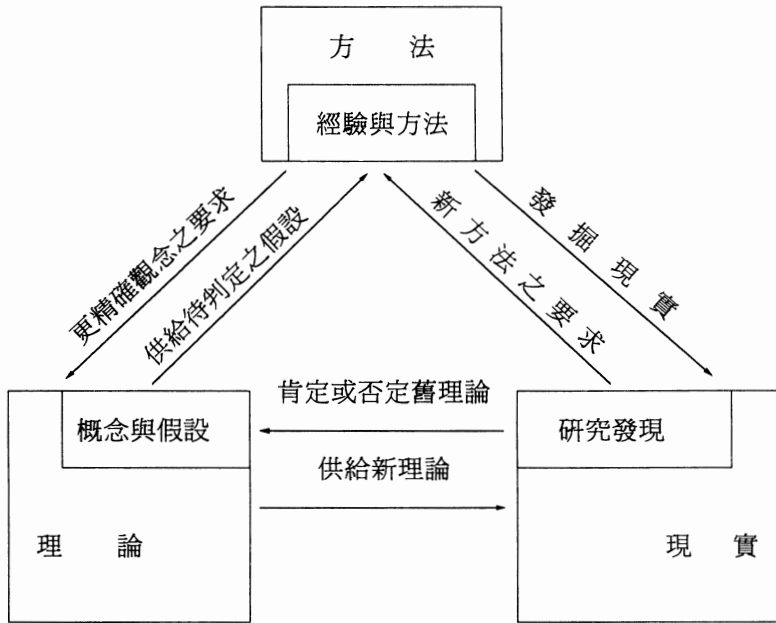 方 法
經驗與方法
更精確觀念之要求
供給待判定之假設
新方法之要求
發掘現實
肯定或否定舊理論
概念與假設
研究發現
供給新理論
理 論
現 實